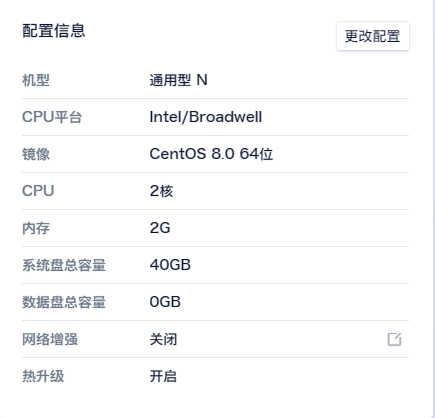 配置信息
更改配置
机型 通用型 N
CPU平台 Intel/Broadwell
镜像 CentOS 8.0 64位
CPU 2核
内存 2G
系统盘总容量 40GB
数据盘总容量 0GB
网络增强 关闭
热升级 开启